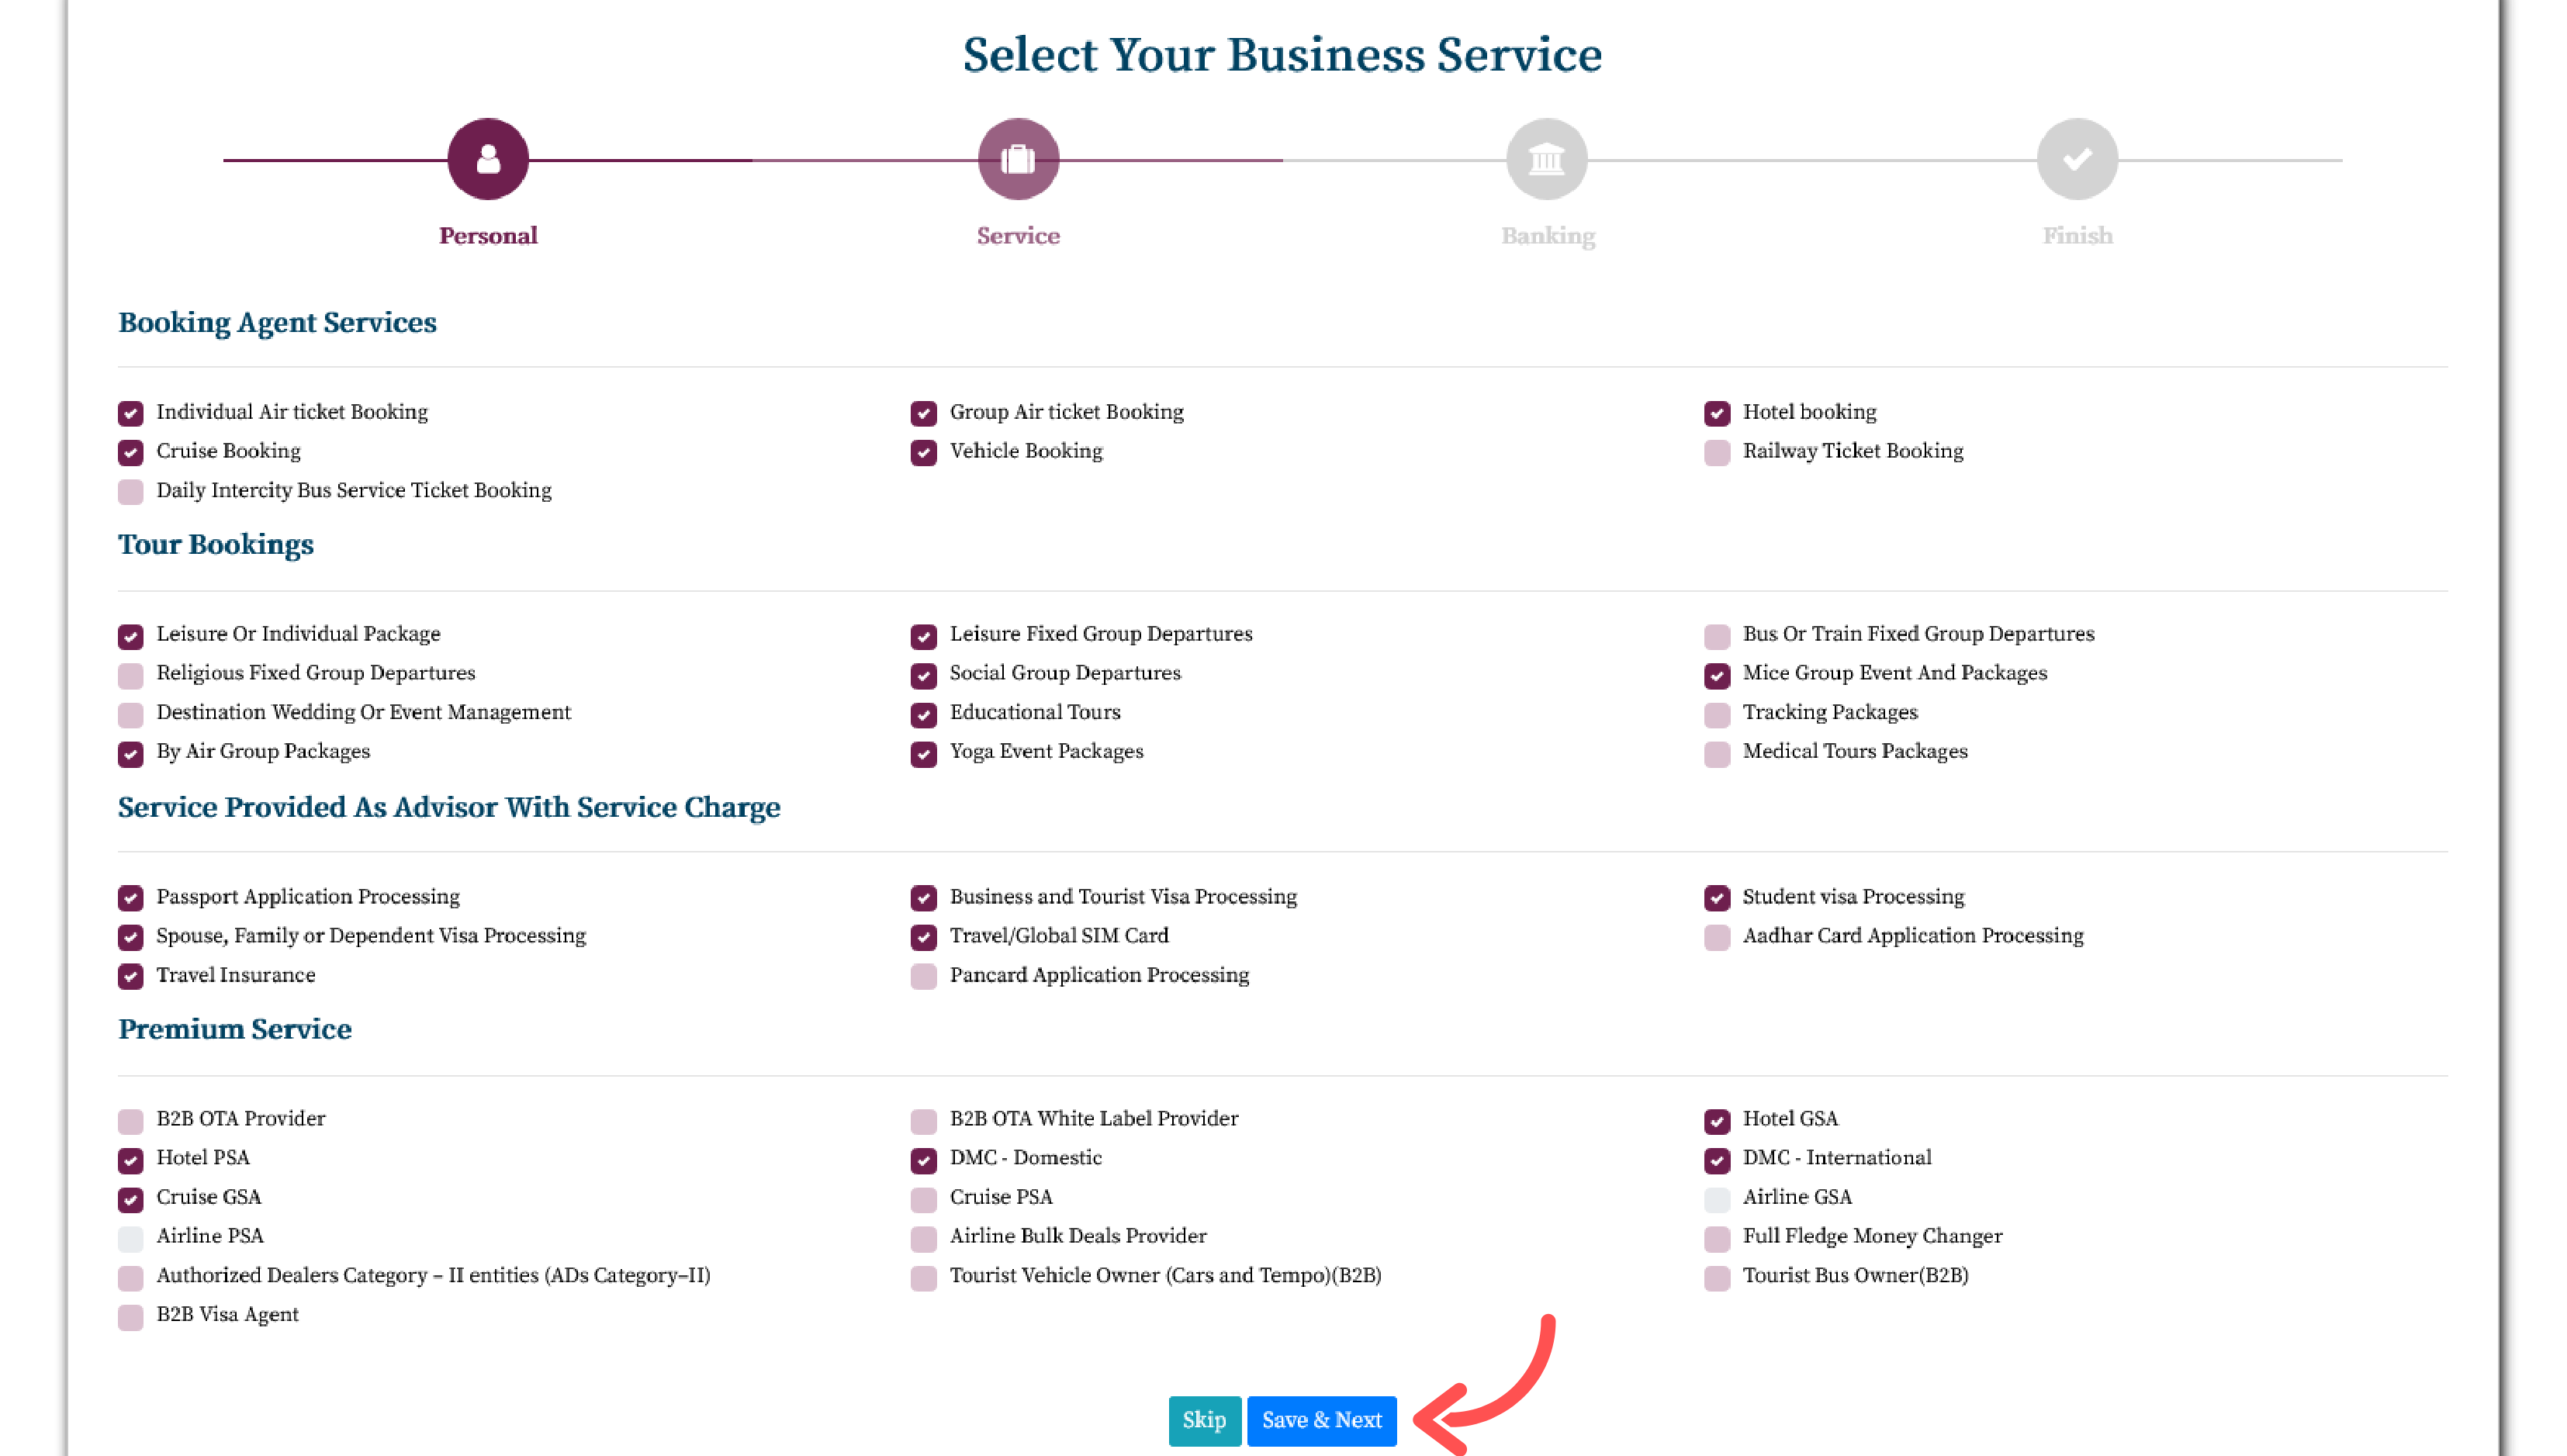 Select Your Business Service
Personal
Service
Banking
Finish
Booking Agent Services
Individual Air ticket Booking
Group Air ticket Booking
Hotel booking
Cruise Booking
Vehicle Booking
Railway Ticket Booking
Daily Intercity Bus Service Ticket Booking
Tour Bookings
Leisure Or Individual Package
Leisure Fixed Group Departures
Bus Or Train Fixed Group Departures
Religious Fixed Group Departures
Social Group Departures
Mice Group Event And Packages
Destination Wedding Or Event Management
Educational Tours
Tracking Packages
By Air Group Packages
Yoga Event Packages
Medical Tours Packages
Service Provided As Advisor With Service Charge
Passport Application Processing
Business and Tourist Visa Processing
Student visa Processing
Spouse, Family or Dependent Visa Processing
Travel/Global SIM Card
Aadhar Card Application Processing
Travel Insurance
Pancard Application Processing
Premium Service
B2B OTA Provider
B2B OTA White Label Provider
Hotel GSA
Hotel PSA
DMC - Domestic
DMC - International
Cruise GSA
Cruise PSA
Airline GSA
Airline PSA
Airline Bulk Deals Provider
Full Fledge Money Changer
Authorized Dealers Category – II entities (ADs Category–II)
Tourist Vehicle Owner (Cars and Tempo)(B2B)
Tourist Bus Owner(B2B)
B2B Visa Agent
Skip
Save & Next